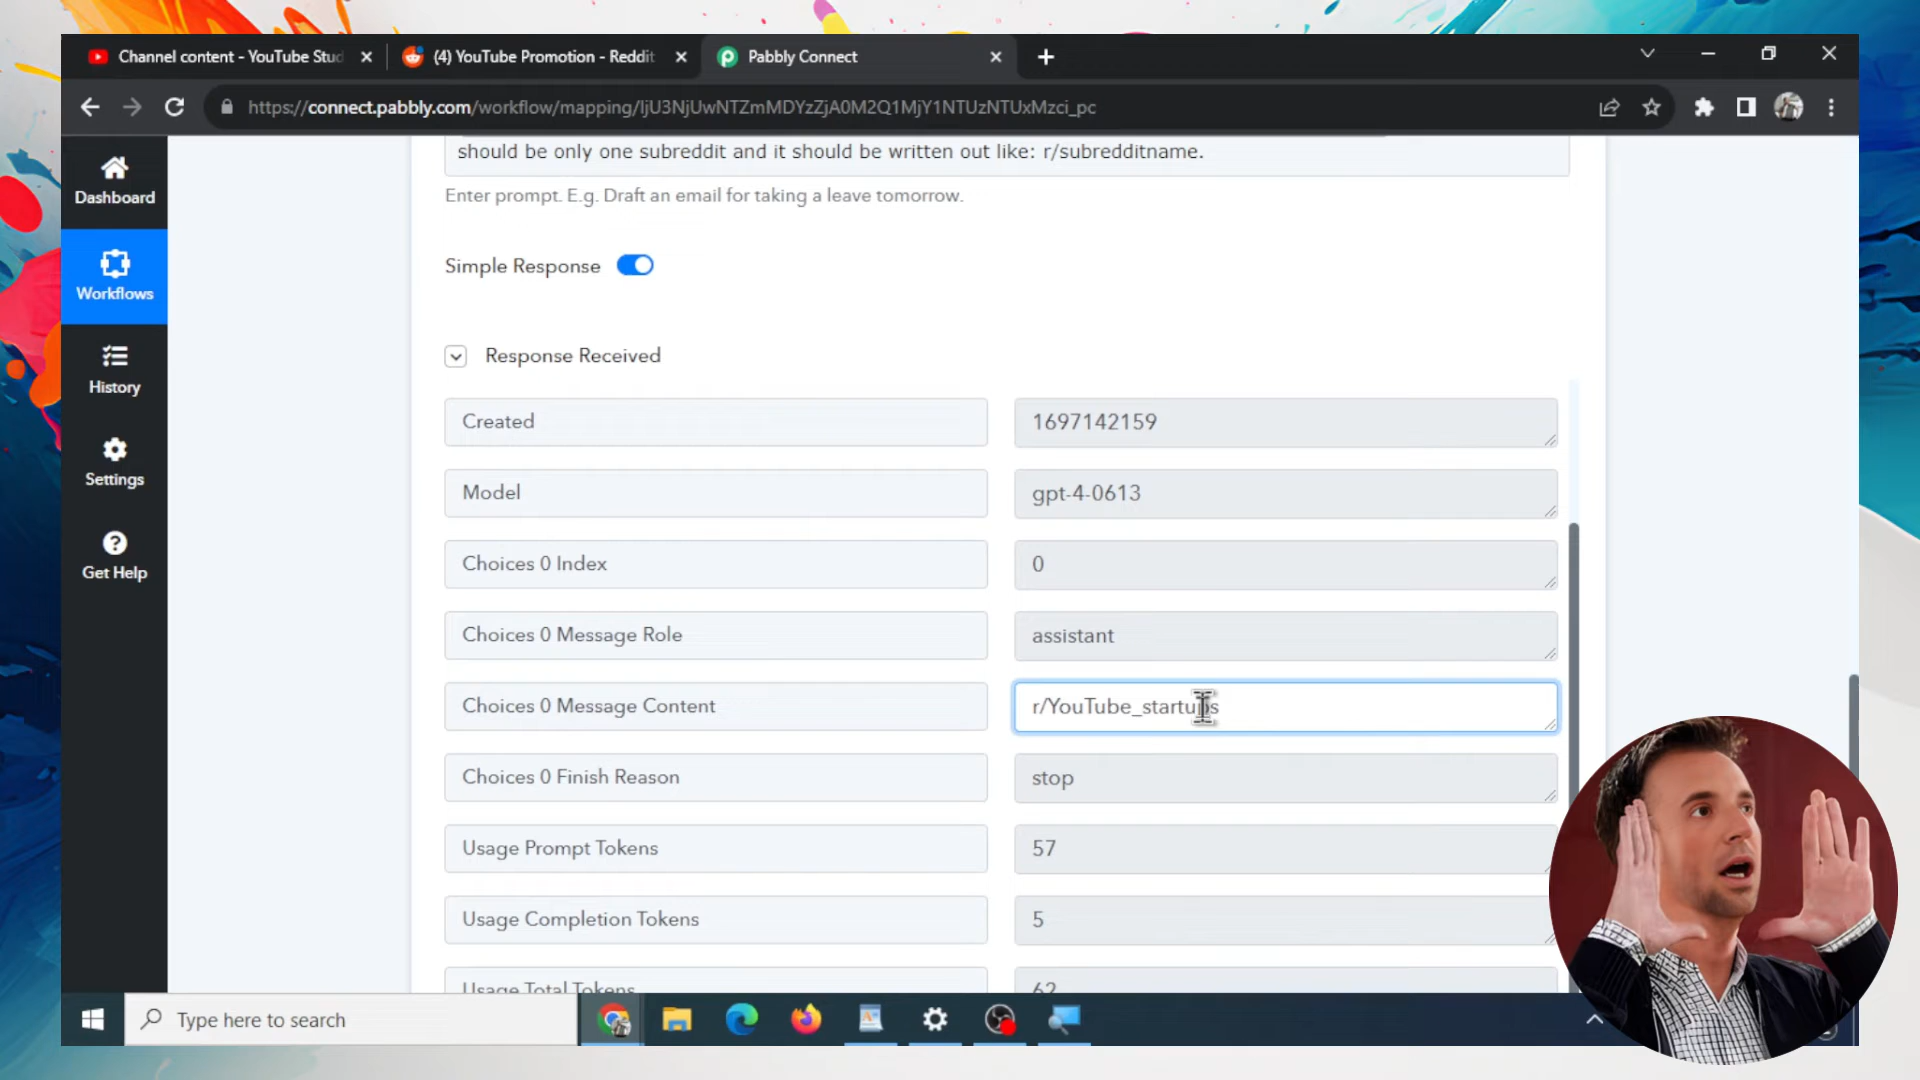 Channel content - YouTube Stud
(4) YouTube Promotion - Reddit
Pabbly Connect
https://connect.pabbly.com/workflow/mapping/IjU3NjUwNTZmMDYzZjA0M2Q1MjY1NTUzNTUxMzci_pc
Dashboard
Workflows
History
Settings
Get Help
should be only one subreddit and it should be written out like: r/subredditname.
Enter prompt. E.g. Draft an email for taking a leave tomorrow.
Simple Response
Response Received
Created
1697142159
Model
gpt-4-0613
Choices 0 Index
0
Choices 0 Message Role
assistant
Choices 0 Message Content
r/YouTube_startups
Choices 0 Finish Reason
stop
Usage Prompt Tokens
57
Usage Completion Tokens
5
Usage Total Tokens
62
Type here to search